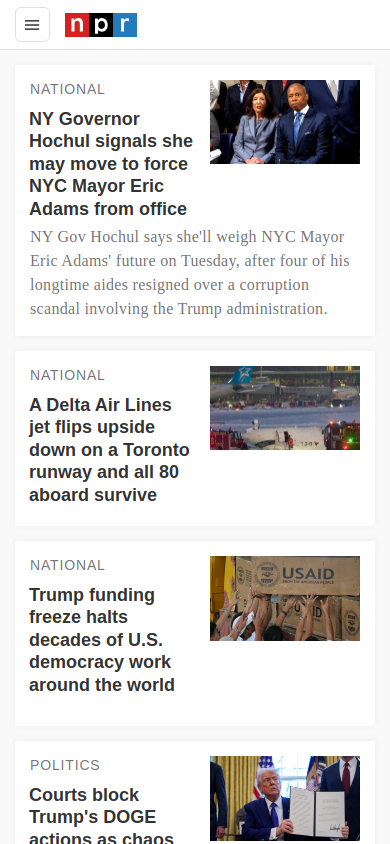 npr
NATIONAL
NY Governor
Hochul signals she
may move to force
NYC Mayor Eric
Adams from office
NY Gov Hochul says she'll weigh NYC Mayor
Eric Adams' future on Tuesday, after four of his
longtime aides resigned over a corruption
scandal involving the Trump administration.
NATIONAL
A Delta Air Lines
jet flips upside
down on a Toronto
runway and all 80
aboard survive
NATIONAL
Trump funding
freeze halts
decades of U.S.
democracy work
around the world
USAID
POLITICS
Courts block
Trump's DOGE
actions as chaos